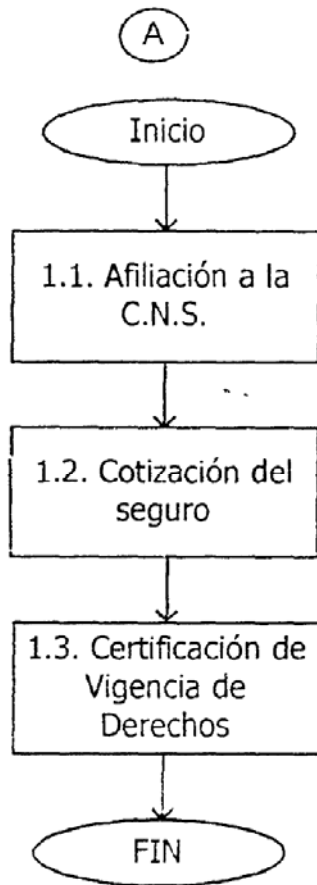 A
Inicio
1.1. Afiliación a la
C.N.S.
1.2. Cotización del
seguro
1.3. Certificación de
Vigencia de
Derechos
FIN